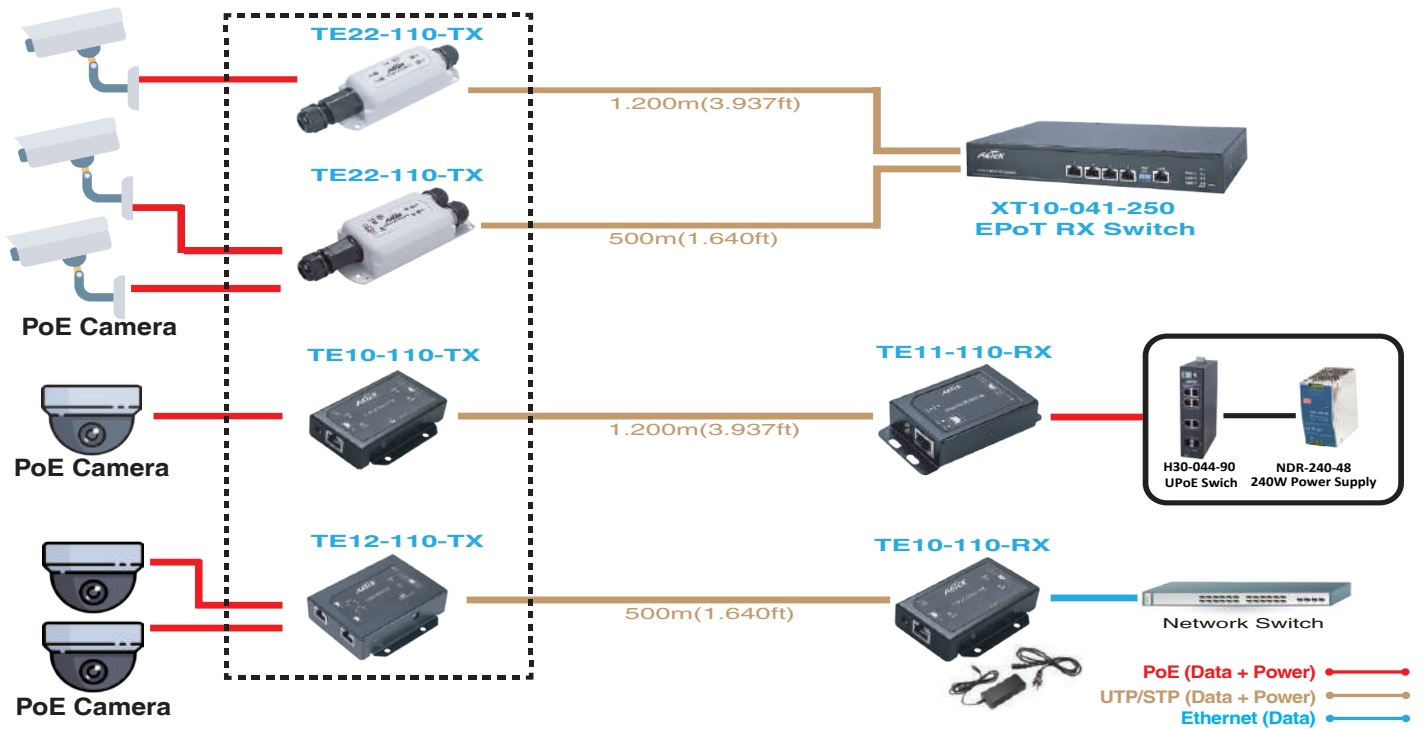 TE22-110-TX
1.200m(3.937ft)
AETEK
XT10-041-250
EPoT RX Switch
TE22-110-TX
500m(1.640ft)
PoE Camera
TE10-110-TX
1.200m(3.937ft)
TE11-110-RX
H30-044-90
UPoE Swich
NDR-240-48
240W Power Supply
PoE Camera
TE12-110-TX
500m(1.640ft)
TE10-110-RX
Network Switch
PoE Camera
PoE (Data + Power)
UTP/STP (Data + Power)
Ethernet (Data)